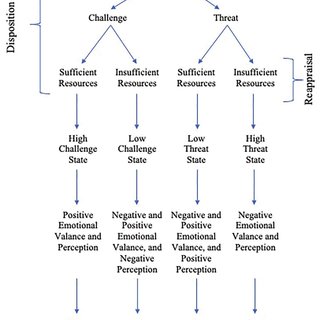 Disposition
Challenge
Threat
Sufficient
Resources
Insufficient
Resources
Sufficient
Resources
Insufficient
Resources
Reappraisal
High
Challenge
State
Low
Challenge
State
Low
Threat
State
High
Threat
State
Positive
Emotional
Valance and
Perception
Negative and
Positive
Emotional
Valance, and
Negative
Perception
Negative and
Positive
Emotional
Valance, and
Positive
Perception
Negative
Emotional
Valance and
Perception